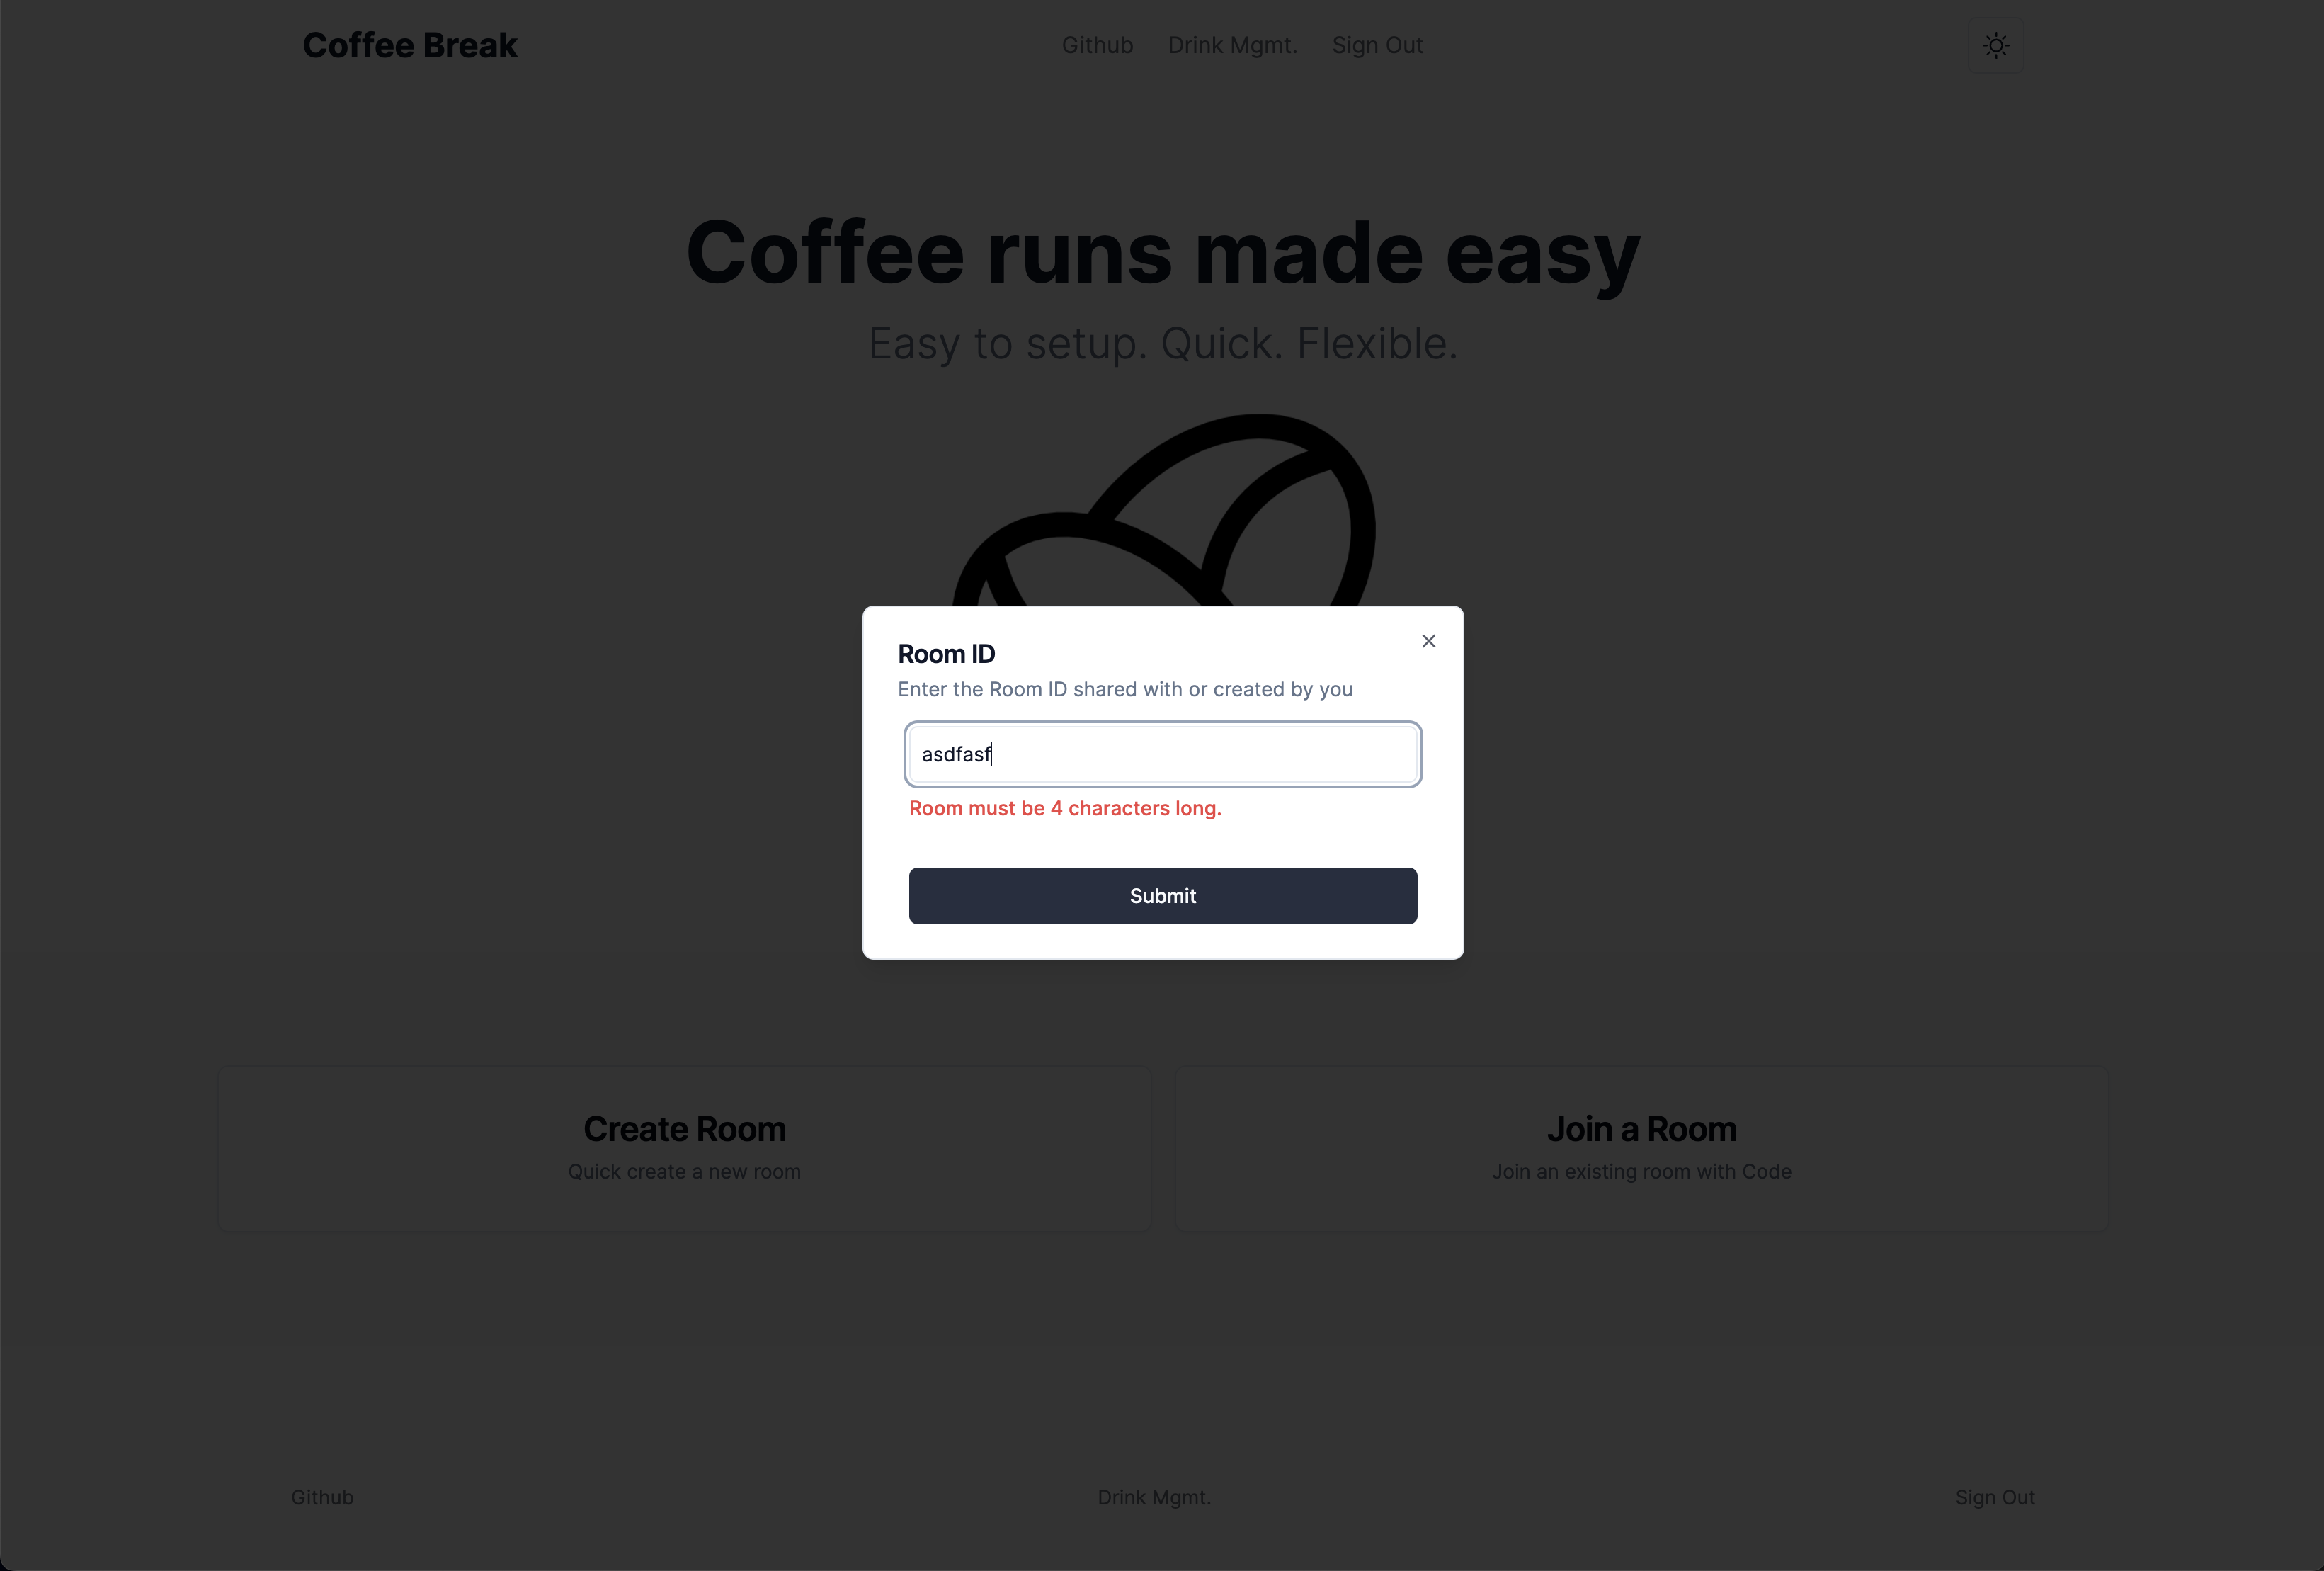 Coffee Break
Github
Drink Mgmt.
Sign Out
Coffee runs made easy
Easy to setup. Quick. Flexible.
Room ID
Enter the Room ID shared with or created by you
asdfasf
Room must be 4 characters long.
Submit
Create Room
Quick create a new room
Join a Room
Join an existing room with Code
Github
Drink Mgmt.
Sign Out